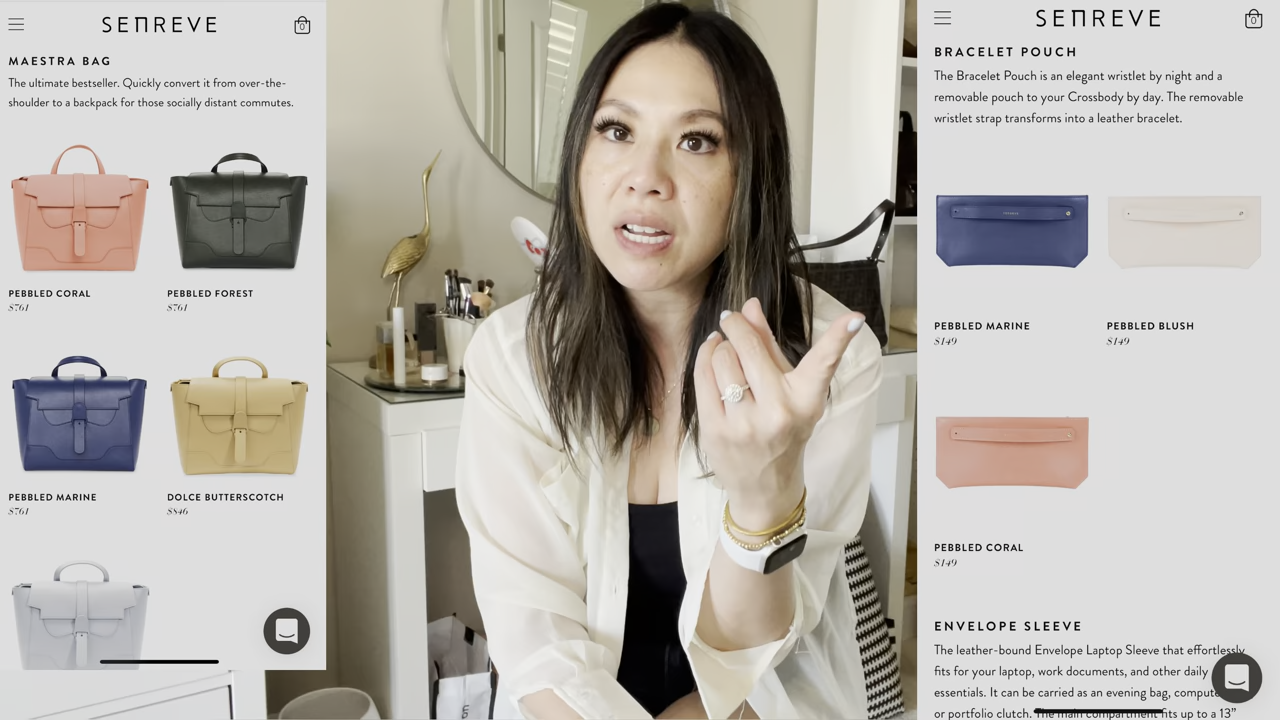 SENREVE
0
MAESTRA BAG
The ultimate bestseller. Quickly convert it from over-the-
shoulder to a backpack for those socially distant commutes.
PEBBLED CORAL
$761
PEBBLED FOREST
$761
PEBBLED MARINE
$761
DOLCE BUTTERSCOTCH
$846
SENREVE
0
BRACELET POUCH
The Bracelet Pouch is an elegant wristlet by night and a
removable pouch to your Crossbody by day. The removable
wristlet strap transforms into a leather bracelet.
PEBBLED MARINE
$149
PEBBLED BLUSH
$149
PEBBLED CORAL
$149
ENVELOPE SLEEVE
The leather-bound Envelope Laptop Sleeve that effortlessly
fits for your laptop, work documents, and other daily
essentials. It can be carried as an evening bag,
or portfolio clutch. The main compartment fits up to a 13"